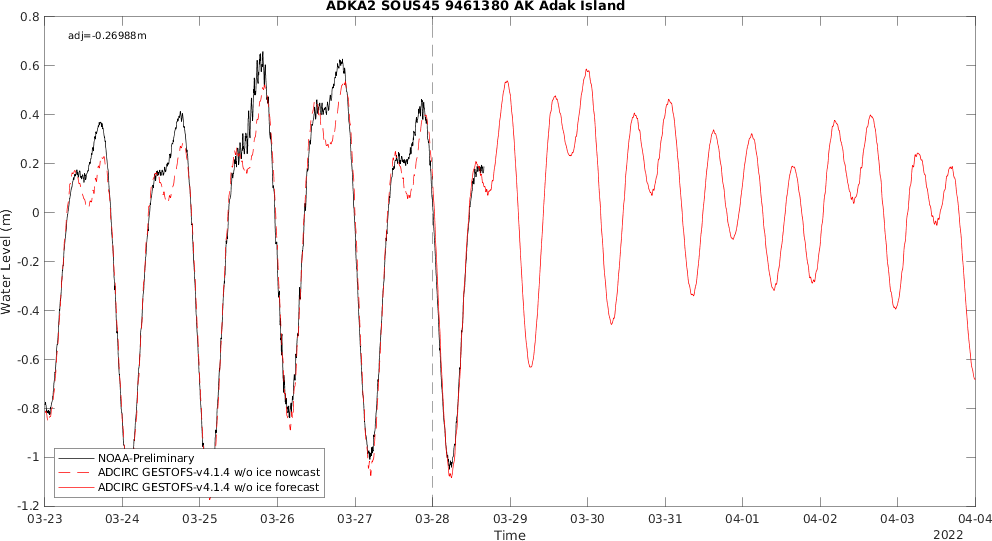 ADKA2 SOUS45 9461380 AK Adak Island
0.8
adj=-0.26988m
0.6
0.4
0.2
0
-0.2
-0.4
-0.6
-0.8
-1
-1.2
Water Level (m)
NOAA-Preliminary
ADCIRC GESTOFS-v4.1.4 w/o ice nowcast
ADCIRC GESTOFS-v4.1.4 w/o ice forecast
03-23 03-24 03-25 03-26 03-27 03-28 03-29 03-30 03-31 04-01 04-02 04-03 04-04
Time
2022